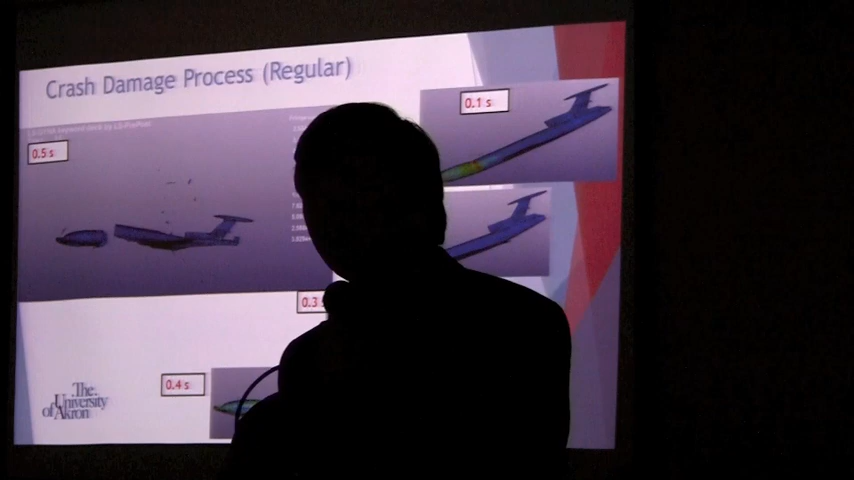 Crash Damage Process (Regular)
0.1 s
0.5 s
0.3
0.4 s
The
University
of Akron